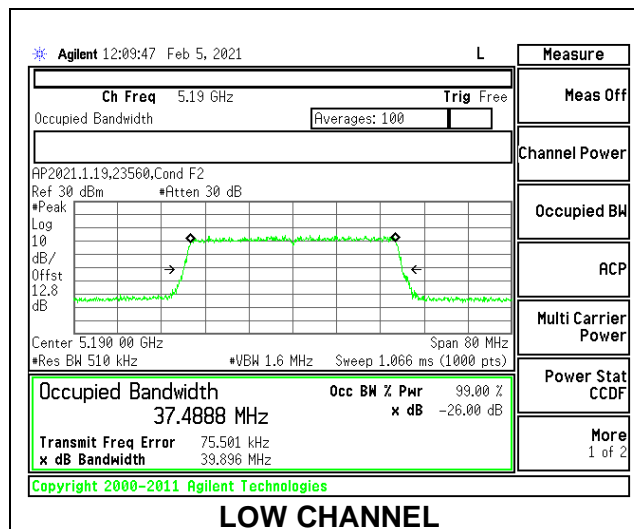 Agilent 12:09:47 Feb 5, 2021 L
Measure
Ch Freq 5.19 GHz Trig Free
Occupied Bandwidth Averages: 100
AP2021.1.19,23560,Cond F2
Ref 30 dBm #Atten 30 dB
#Peak
Log
10
dB/
Offst
12.8
dB
Center 5.190 00 GHz Span 80 MHz
#Res BW 510 kHz #VBW 1.6 MHz Sweep 1.066 ms (1000 pts)
Occupied Bandwidth Occ BW % Pwr 99.00 %
37.4888 MHz x dB -26.00 dB
Transmit Freq Error 75.501 kHz
x dB Bandwidth 39.896 MHz
Copyright 2000-2011 Agilent Technologies
Meas Off
Channel Power
Occupied BW
ACP
Multi Carrier
Power
Power Stat
CCDF
More
1 of 2
LOW CHANNEL